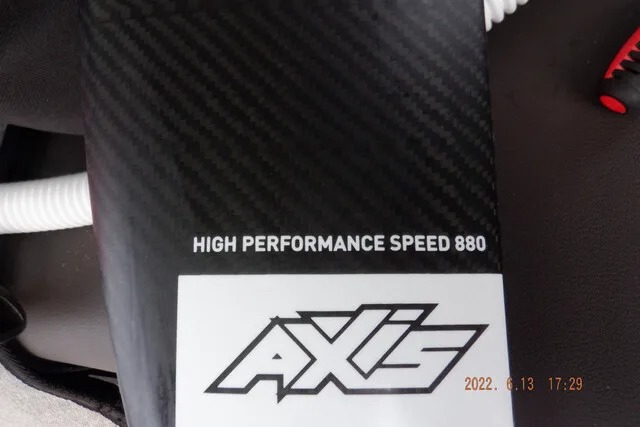 HIGH PERFORMANCE SPEED 880
AXIS
2022. 6.13 17:29